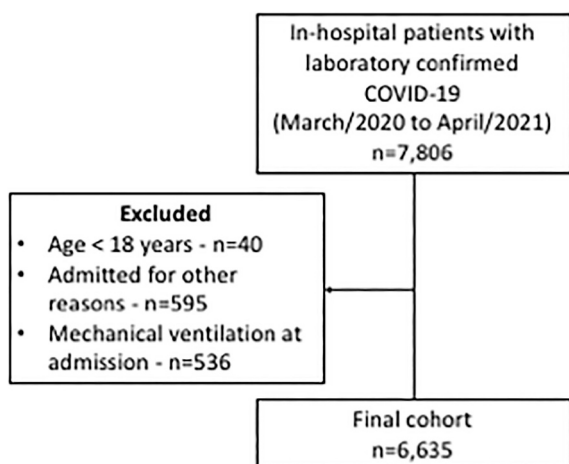 In-hospital patients with
laboratory confirmed
COVID-19
(March/2020 to April/2021)
n=7,806
Excluded
• Age < 18 years - n=40
• Admitted for other
reasons - n=595
• Mechanical ventilation at
admission - n=536
Final cohort
n=6,635